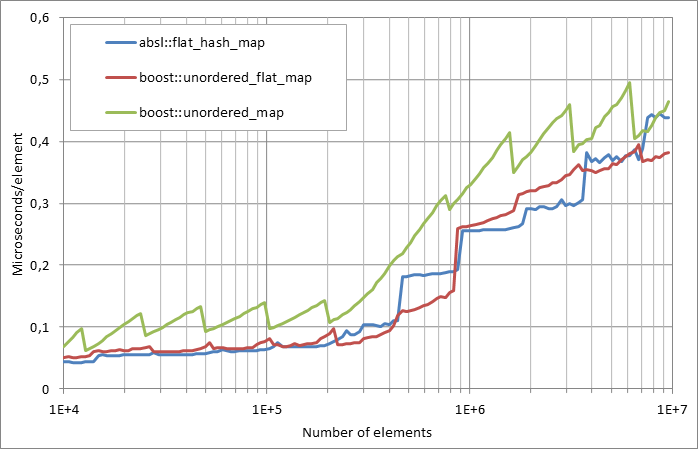 0,6
0,5
0,4
0,3
0,2
0,1
0
Microseconds/element
absl::flat_hash_map
boost::unordered_flat_map
boost::unordered_map
1E+4
1E+5
1E+6
1E+7
Number of elements